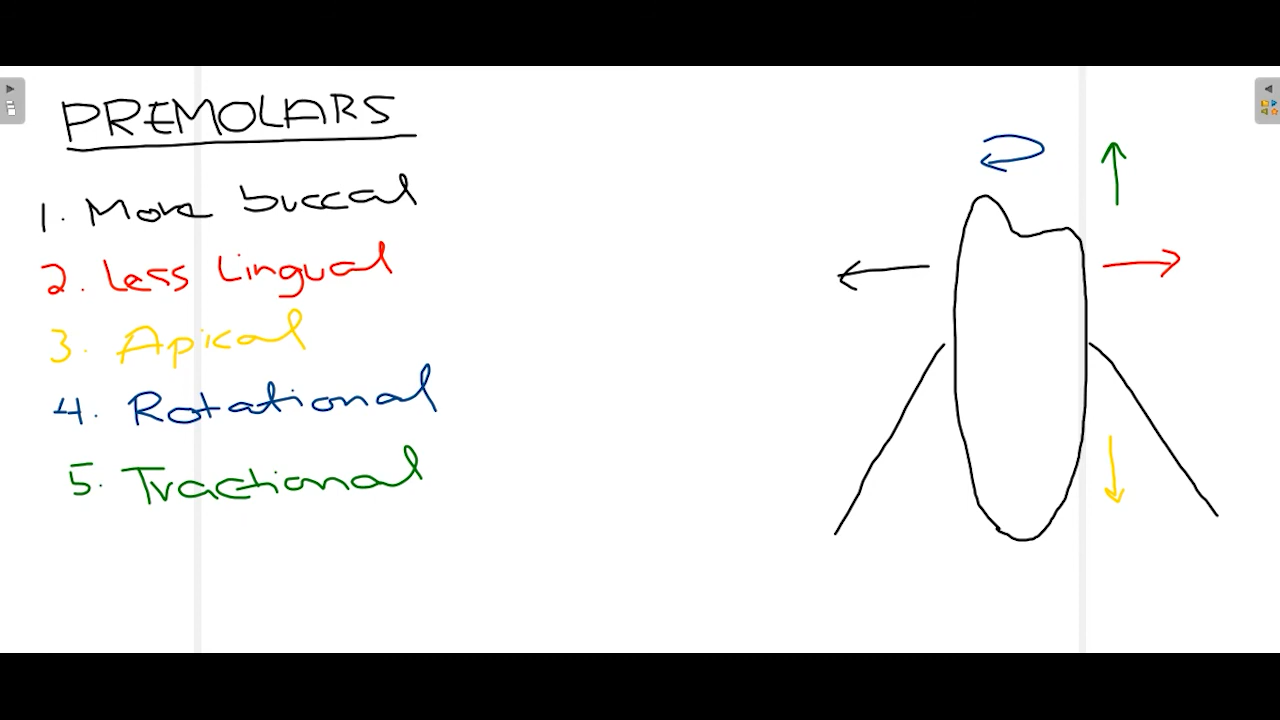 PREMOLARS
1. More buccal
2. Less Lingual
3. Apical
4. Rotational
5. Tractional